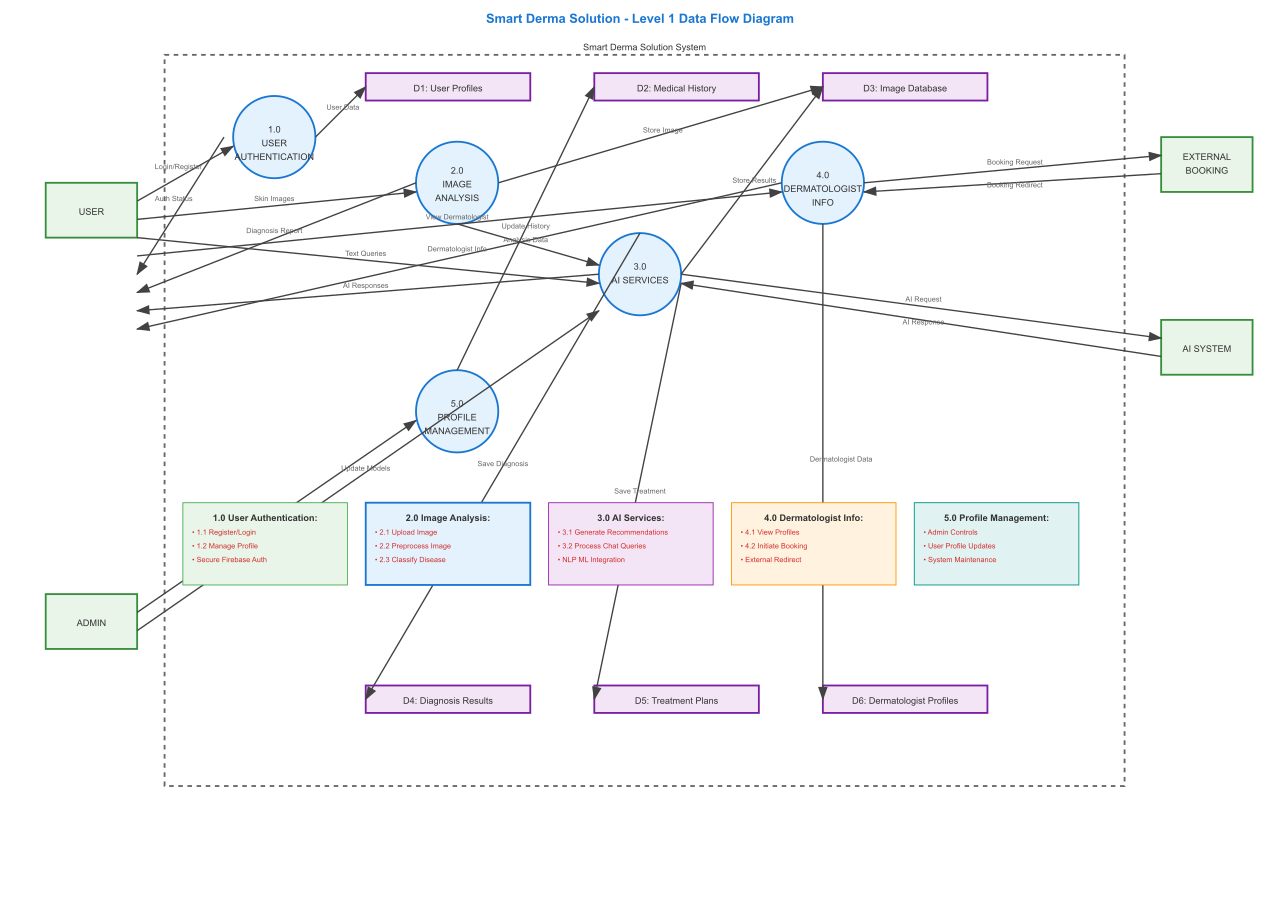 Smart Derma Solution - Level 1 Data Flow Diagram
Smart Derma Solution System
D1: User Profiles
D2: Medical History
D3: Image Database
User Data
1.0
USER
AUTHENTICATION
Store Image
2.0
IMAGE
ANALYSIS
4.0
DERMATOLOGIST
INFO
EXTERNAL
BOOKING
Booking Request
Booking Redirect
Login/Register
Auth Status
USER
Skin Images
Store Results
View Dermatologist
Update History
Diagnosis Report
Analysis Data
Dermatologist Info
Text Queries
3.0
AI SERVICES
AI Responses
AI Request
AI Response
AI SYSTEM
5.0
PROFILE
MANAGEMENT
Update Models
Save Diagnosis
Dermatologist Data
Save Treatment
1.0 User Authentication:
• 1.1 Register/Login
• 1.2 Manage Profile
• Secure Firebase Auth
2.0 Image Analysis:
• 2.1 Upload Image
• 2.2 Preprocess Image
• 2.3 Classify Disease
3.0 AI Services:
• 3.1 Generate Recommendations
• 3.2 Process Chat Queries
• NLP ML Integration
4.0 Dermatologist Info:
• 4.1 View Profiles
• 4.2 Initiate Booking
• External Redirect
5.0 Profile Management:
• Admin Controls
• User Profile Updates
• System Maintenance
ADMIN
D4: Diagnosis Results
D5: Treatment Plans
D6: Dermatologist Profiles